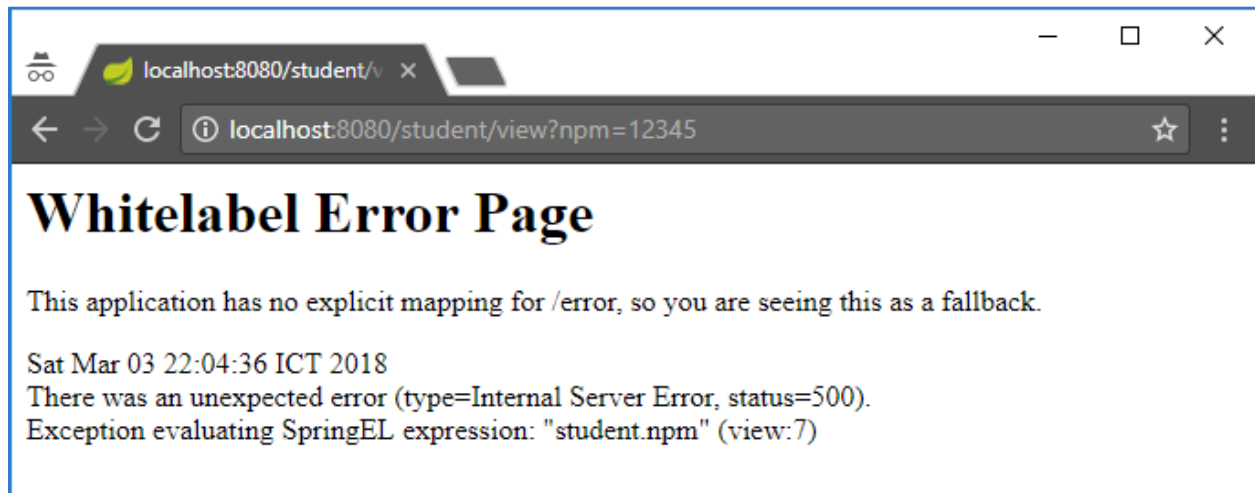 localhost:8080/student/v
localhost:8080/student/view?npm=12345
Whitelabel Error Page
This application has no explicit mapping for /error, so you are seeing this as a fallback.
Sat Mar 03 22:04:36 ICT 2018
There was an unexpected error (type=Internal Server Error, status=500).
Exception evaluating SpringEL expression: "student.npm" (view:7)